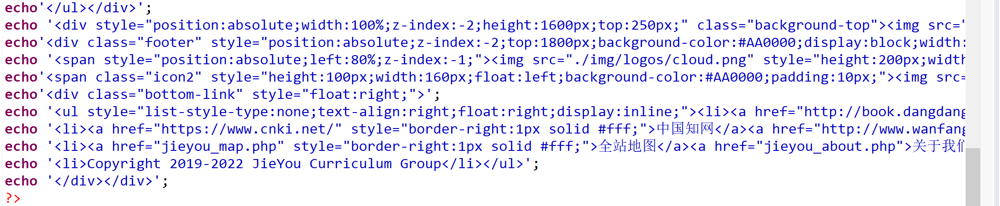 echo'</ul></div>';
echo '<div style="position:absolute;width:100%;z-index:-2;height:1600px;top:250px;" class="background-top"><img src="
echo'<div class="footer" style="position:absolute;z-index:-2;top:1800px;background-color:#AA0000;display:block;width:
echo '<span style="position:absolute;left:80%;z-index:-1;"><img src="./img/logos/cloud.png" style="height:200px;width
echo'<span class="icon2" style="height:100px;width:160px;float:left;background-color:#AA0000;padding:10px;"><img src=
echo'<div class="bottom-link" style="float:right;">';
echo '<ul style="list-style-type:none;text-align:right;float:right;display:inline;"><li><a href="http://book.dangdang
echo '<li><a href="https://www.cnki.net/" style="border-right:1px solid #fff;">中国知网</a><a href="http://www.wanfang
echo '<li><a href="jieyou_map.php" style="border-right:1px solid #fff;">全站地图</a><a href="jieyou_about.php">关于我们
echo '<li>Copyright 2019-2022 JieYou Curriculum Group</li></ul>';
echo '</div></div>';
?>